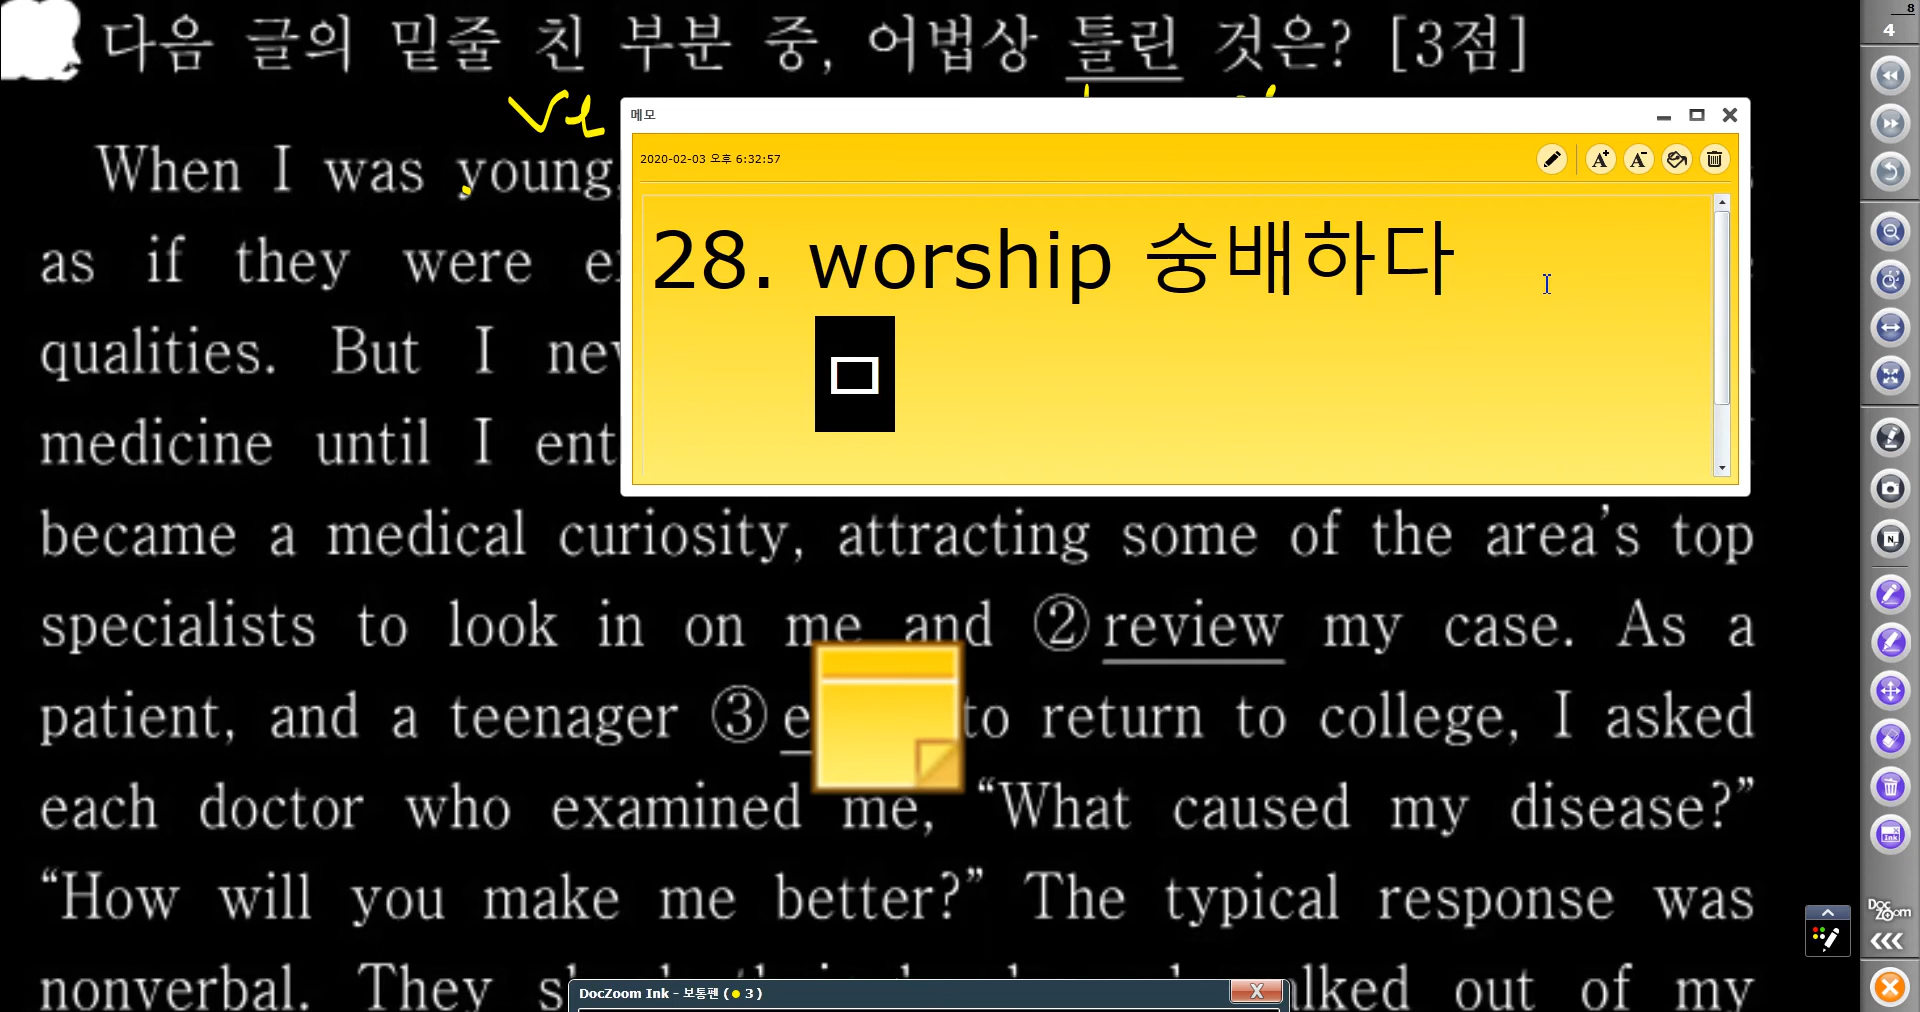 다음 글의 밑줄 친 부분 중, 어법상 틀린 것은? [3점]
When I was young,
as if they were
qualities. But I
medicine until I
became a medical curiosity, attracting some of the area's top
specialists to look in on me and ② review my case. As a
patient, and a teenager ③ to return to college, I asked
each doctor who examined me, “What caused my disease?”
“How will you make me better?” The typical response was
nonverbal. They out of my
메모
2020-02-03 오후 6:32:57
28. worship 숭배하다
ㅁ
DocZoom Ink - 보통펜 ( 3 )
8
4
A+
A-
N
Ink
Doc Zoom